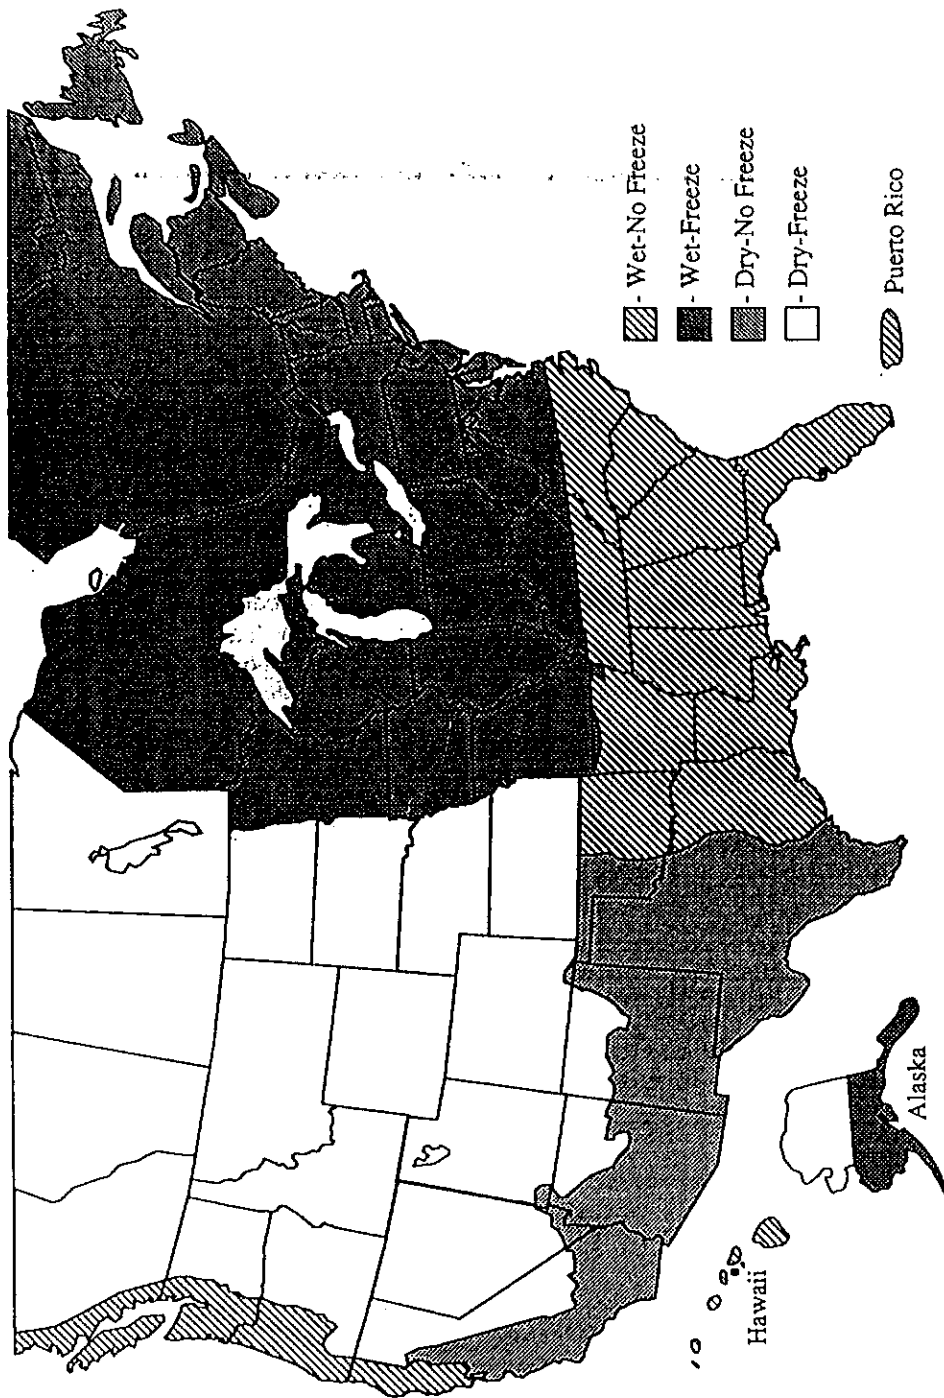 - Wet-No Freeze
- Wet-Freeze
- Dry-No Freeze
- Dry-Freeze
Puerto Rico
Alaska
Hawaii